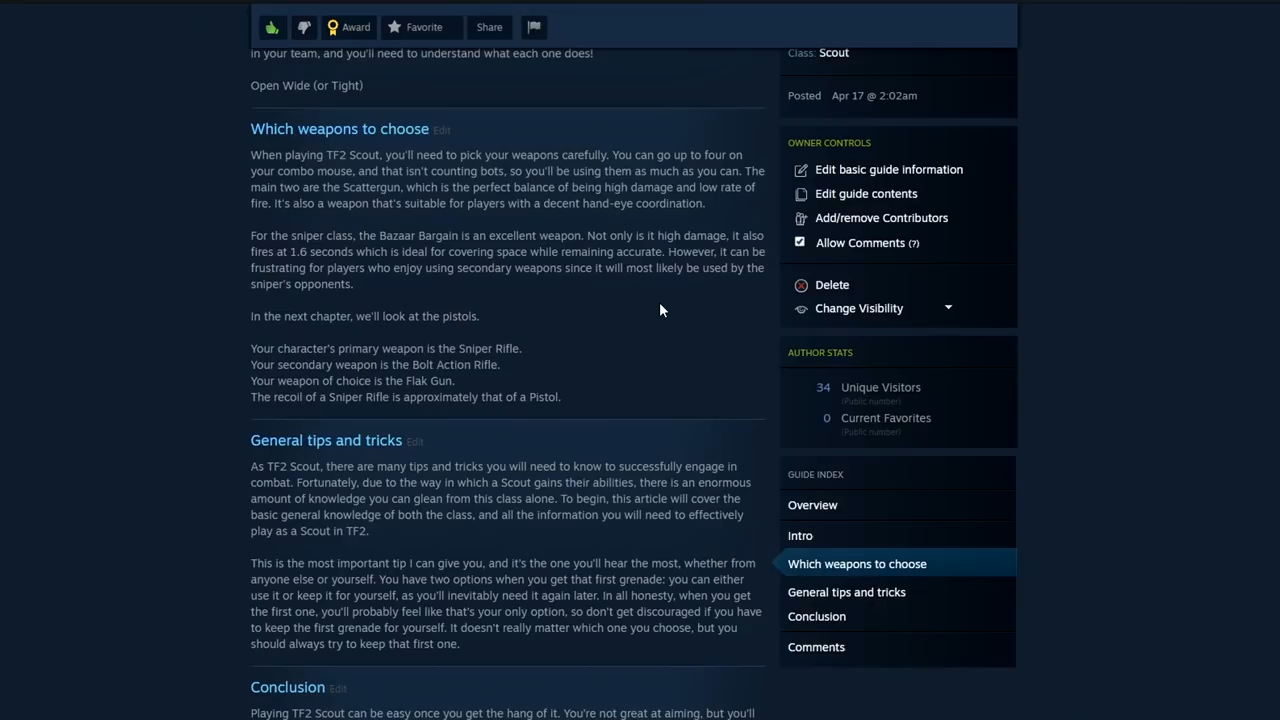 Award
Favorite
Share
in your team, and you'll need to understand what each one does!
Open Wide (or Tight)
Which weapons to choose Edit
When playing TF2 Scout, you'll need to pick your weapons carefully. You can go up to four on
your combo mouse, and that isn't counting bots, so you'll be using them as much as you can. The
main two are the Scattergun, which is the perfect balance of being high damage and low rate of
fire. It's also a weapon that's suitable for players with a decent hand-eye coordination.
For the sniper class, the Bazaar Bargain is an excellent weapon. Not only is it high damage, it also
fires at 1.6 seconds which is ideal for covering space while remaining accurate. However, it can be
frustrating for players who enjoy using secondary weapons since it will most likely be used by the
sniper's opponents.
In the next chapter, we'll look at the pistols.
Your character's primary weapon is the Sniper Rifle.
Your secondary weapon is the Bolt Action Rifle.
Your weapon of choice is the Flak Gun.
The recoil of a Sniper Rifle is approximately that of a Pistol.
General tips and tricks Edit
As TF2 Scout, there are many tips and tricks you will need to know to successfully engage in
combat. Fortunately, due to the way in which a Scout gains their abilities, there is an enormous
amount of knowledge you can glean from this class alone. To begin, this article will cover the
basic general knowledge of both the class, and all the information you will need to effectively
play as a Scout in TF2.
This is the most important tip I can give you, and it's the one you'll hear the most, whether from
anyone else or yourself. You have two options when you get that first grenade: you can either
use it or keep it for yourself, as you'll inevitably need it again later. In all honesty, when you get
the first one, you'll probably feel like that's your only option, so don't get discouraged if you have
to keep the first grenade for yourself. It doesn't really matter which one you choose, but you
should always try to keep that first one.
Conclusion Edit
Playing TF2 Scout can be easy once you get the hang of it. You're not great at aiming, but you'll
Class: Scout
Posted Apr 17 @ 2:02am
OWNER CONTROLS
Edit basic guide information
Edit guide contents
Add/remove Contributors
Allow Comments (?)
Delete
Change Visibility
AUTHOR STATS
34 Unique Visitors
(Public number)
0 Current Favorites
(Public number)
GUIDE INDEX
Overview
Intro
Which weapons to choose
General tips and tricks
Conclusion
Comments